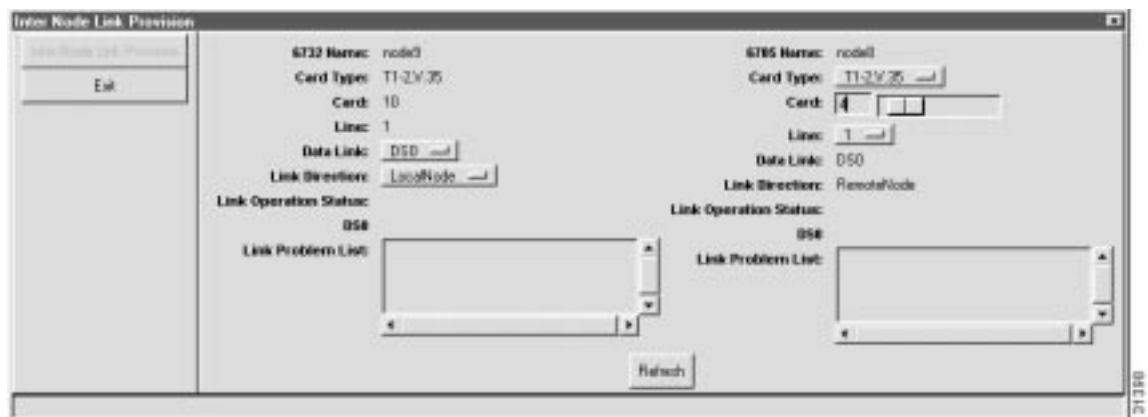 Inter Node Link Provision
Inter Node Link Provision
Exit
6732 Name: node9
Card Type: T1-2,V.35
Card: 10
Line: 1
Data Link: DS0
Link Direction: LocalNode
Link Operation Status:
DS0
Link Problem List:
6705 Name: node8
Card Type: T1-2,V.35
Card: 4
Line: 1
Data Link: DS0
Link Direction: RemoteNode
Link Operation Status:
DS0
Link Problem List:
Refresh
21390